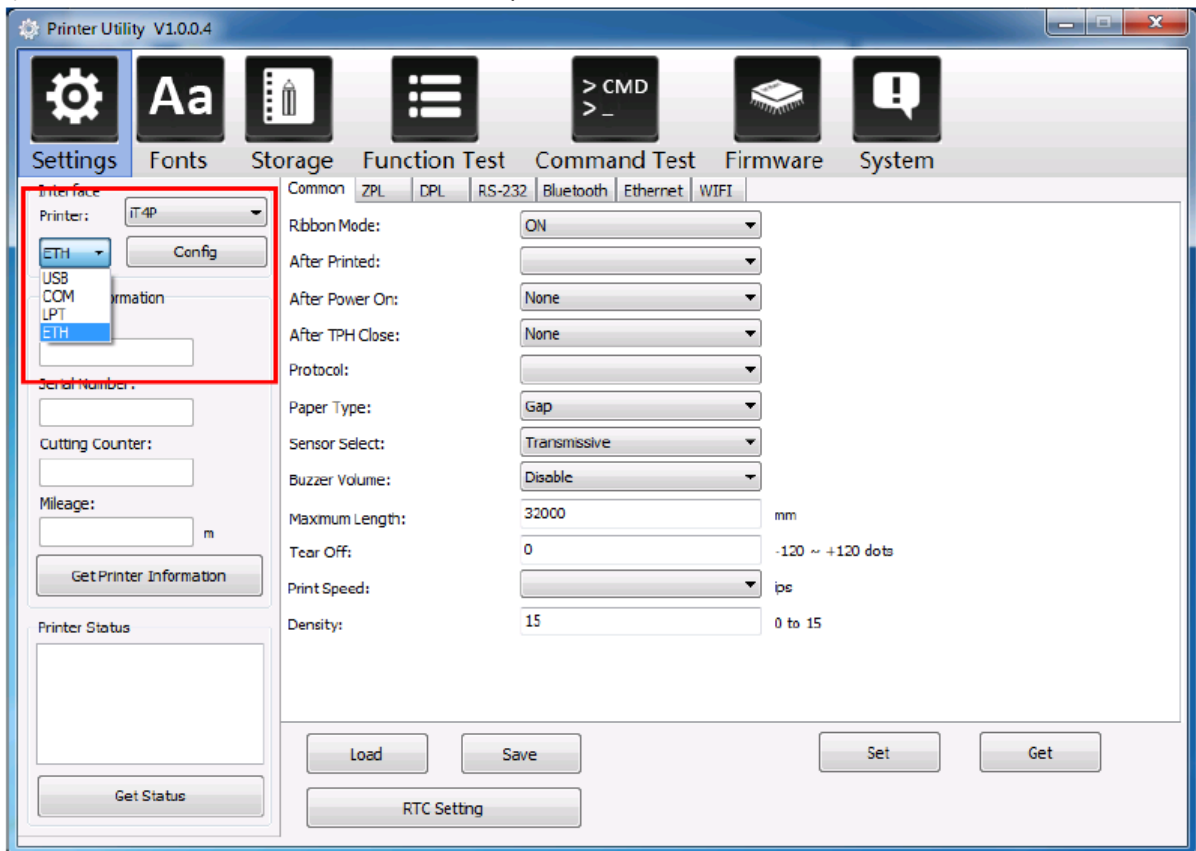 Printer Utility V1.0.0.4
> CMD
>_
Aa
Settings Fonts Storage Function Test Command Test Firmware System
Interface
Printer: iT4P
ETH Config
USB
COM
LPT
ETH
Serial Number:
Cutting Counter:
Mileage:
m
Get Printer Information
Printer Status
Get Status
Common ZPL DPL RS-232 Bluetooth Ethernet WIFI
Ribbon Mode: ON
After Printed:
After Power On: None
After TPH Close: None
Protocol:
Paper Type: Gap
Sensor Select: Transmissive
Buzzer Volume: Disable
Maximum Length: 32000 mm
Tear Off: 0 -120 ~ +120 dots
Print Speed: ips
Density: 15 0 to 15
Load Save Set Get
RTC Setting